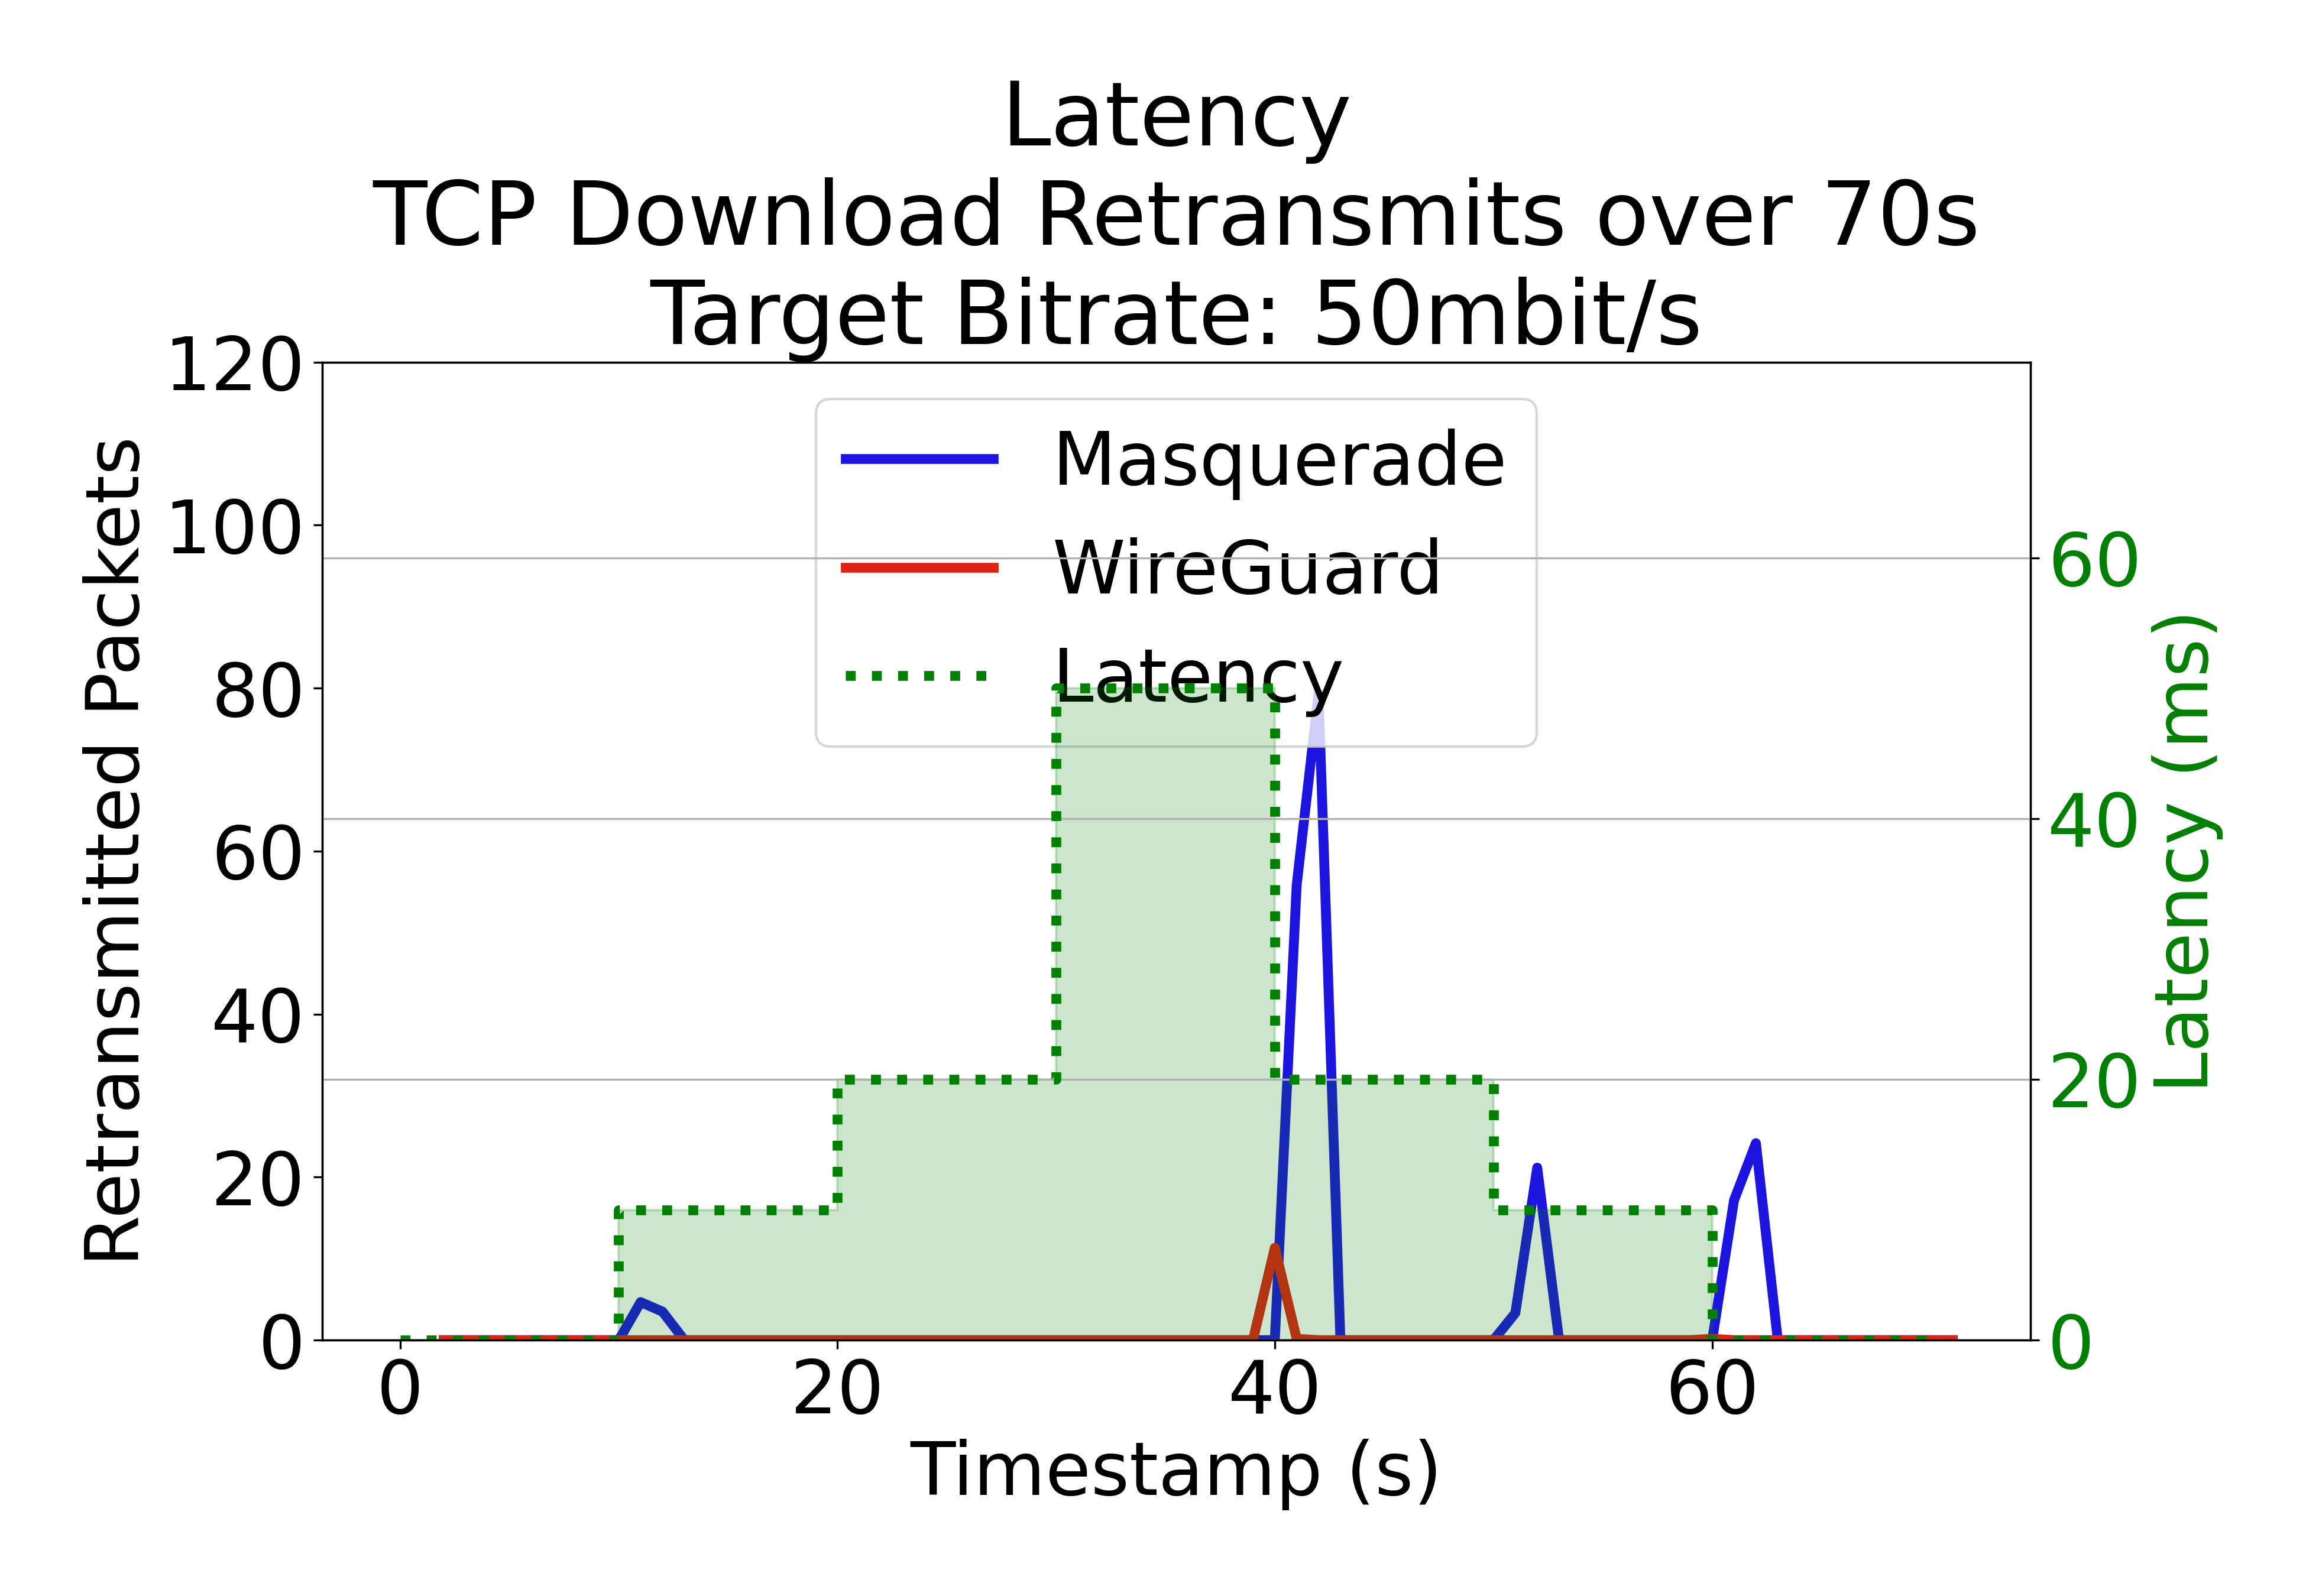 Latency
TCP Download Retransmits over 70s
Target Bitrate: 50mbit/s
Retransmitted Packets
120
100
80
60
40
20
0
Masquerade
WireGuard
Latency
60
40
20
0
Latency (ms)
0
20
40
60
Timestamp (s)